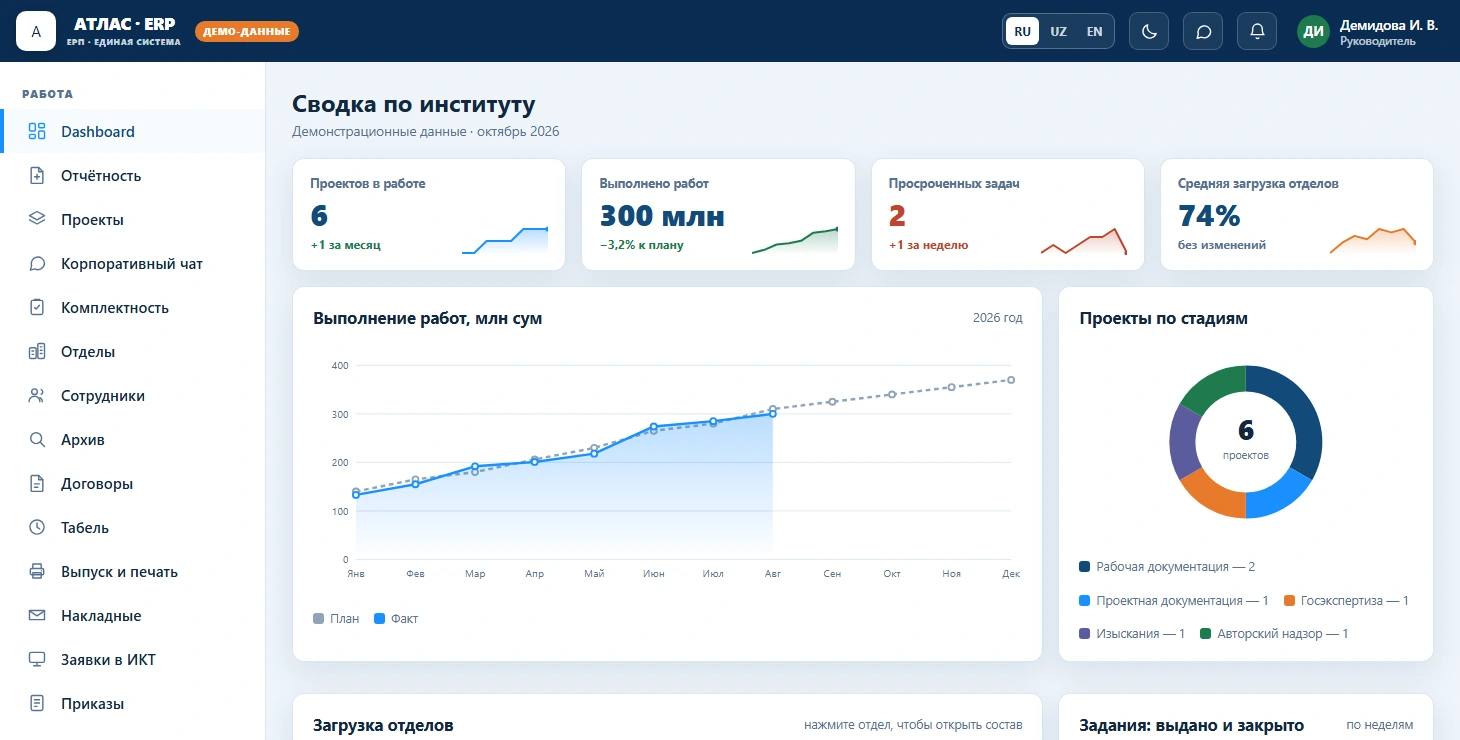 А
АТЛАС · ERP
ЕРП · ЕДИНАЯ СИСТЕМА
ДЕМО-ДАННЫЕ
RU UZ EN
ДИ
Демидова И. В.
Руководитель
РАБОТА
Dashboard
Отчётность
Проекты
Корпоративный чат
Комплектность
Отделы
Сотрудники
Архив
Договоры
Табель
Выпуск и печать
Накладные
Заявки в ИКТ
Приказы
Сводка по институту
Демонстрационные данные · октябрь 2026
Проектов в работе
6
+1 за месяц
Выполнено работ
300 млн
−3,2% к плану
Просроченных задач
2
+1 за неделю
Средняя загрузка отделов
74%
без изменений
Выполнение работ, млн сум
2026 год
400
300
200
100
0
Янв Фев Мар Апр Май Июн Июл Авг Сен Окт Ноя Дек
План Факт
Проекты по стадиям
6
проектов
Рабочая документация — 2
Проектная документация — 1 Госэкспертиза — 1
Изыскания — 1 Авторский надзор — 1
Загрузка отделов
нажмите отдел, чтобы открыть состав
Задания: выдано и закрыто
по неделям